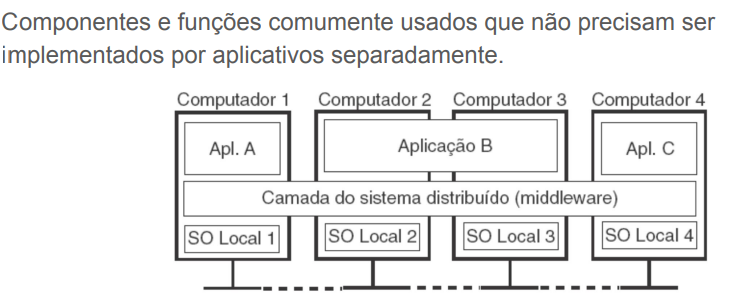 Componentes e funções comumente usados que não precisam ser
implementados por aplicativos separadamente.
Computador 1 Computador 2 Computador 3 Computador 4
Apl. A Aplicação B Apl. C
Camada do sistema distribuído (middleware)
SO Local 1 SO Local 2 SO Local 3 SO Local 4